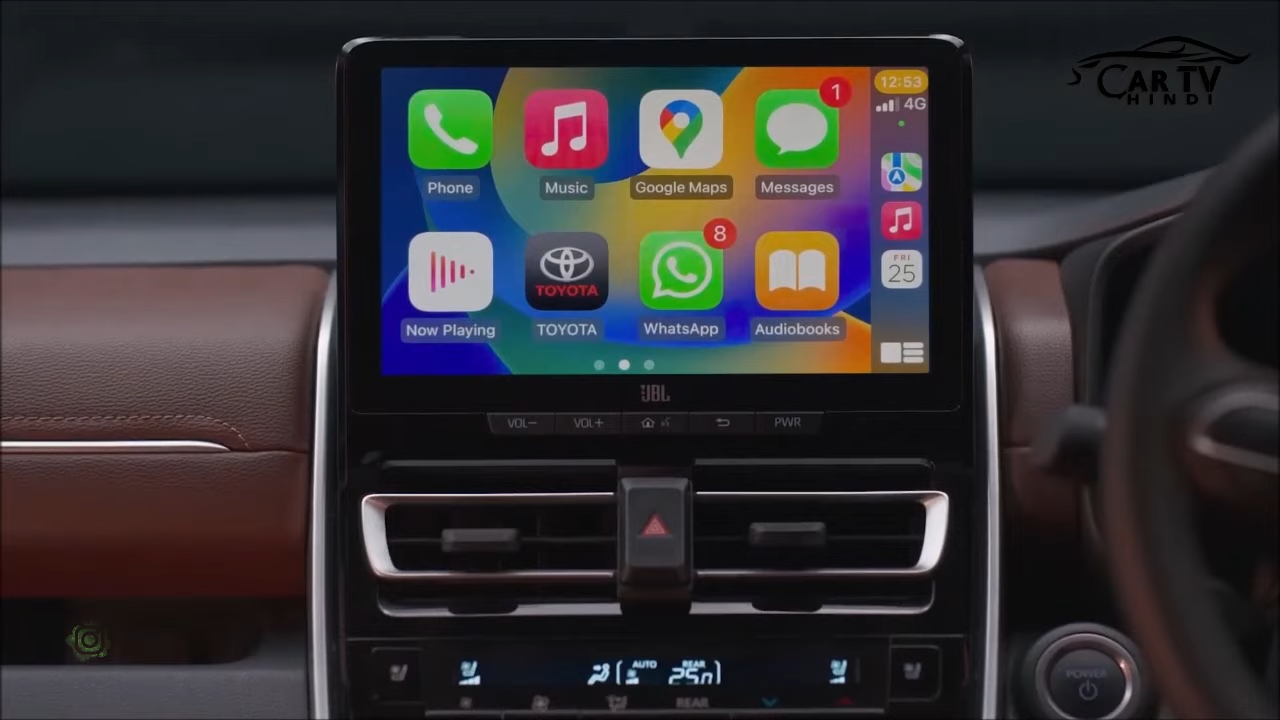 CAR TV
HINDI
12:53
4G
1
Phone
Music
Google Maps
Messages
8
TOYOTA
FRI
25
Now Playing
TOYOTA
WhatsApp
Audiobooks
JBL
VOL-
VOL+
PWR
AUTO
REAR
REAR
POWER